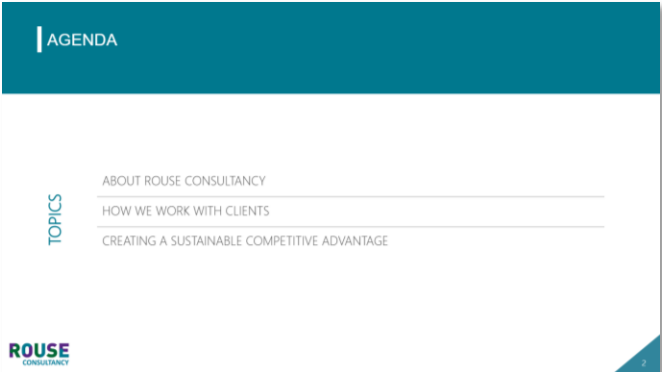 AGENDA
TOPICS
ABOUT ROUSE CONSULTANCY
HOW WE WORK WITH CLIENTS
CREATING A SUSTAINABLE COMPETITIVE ADVANTAGE
ROUSE
CONSULTANCY
2